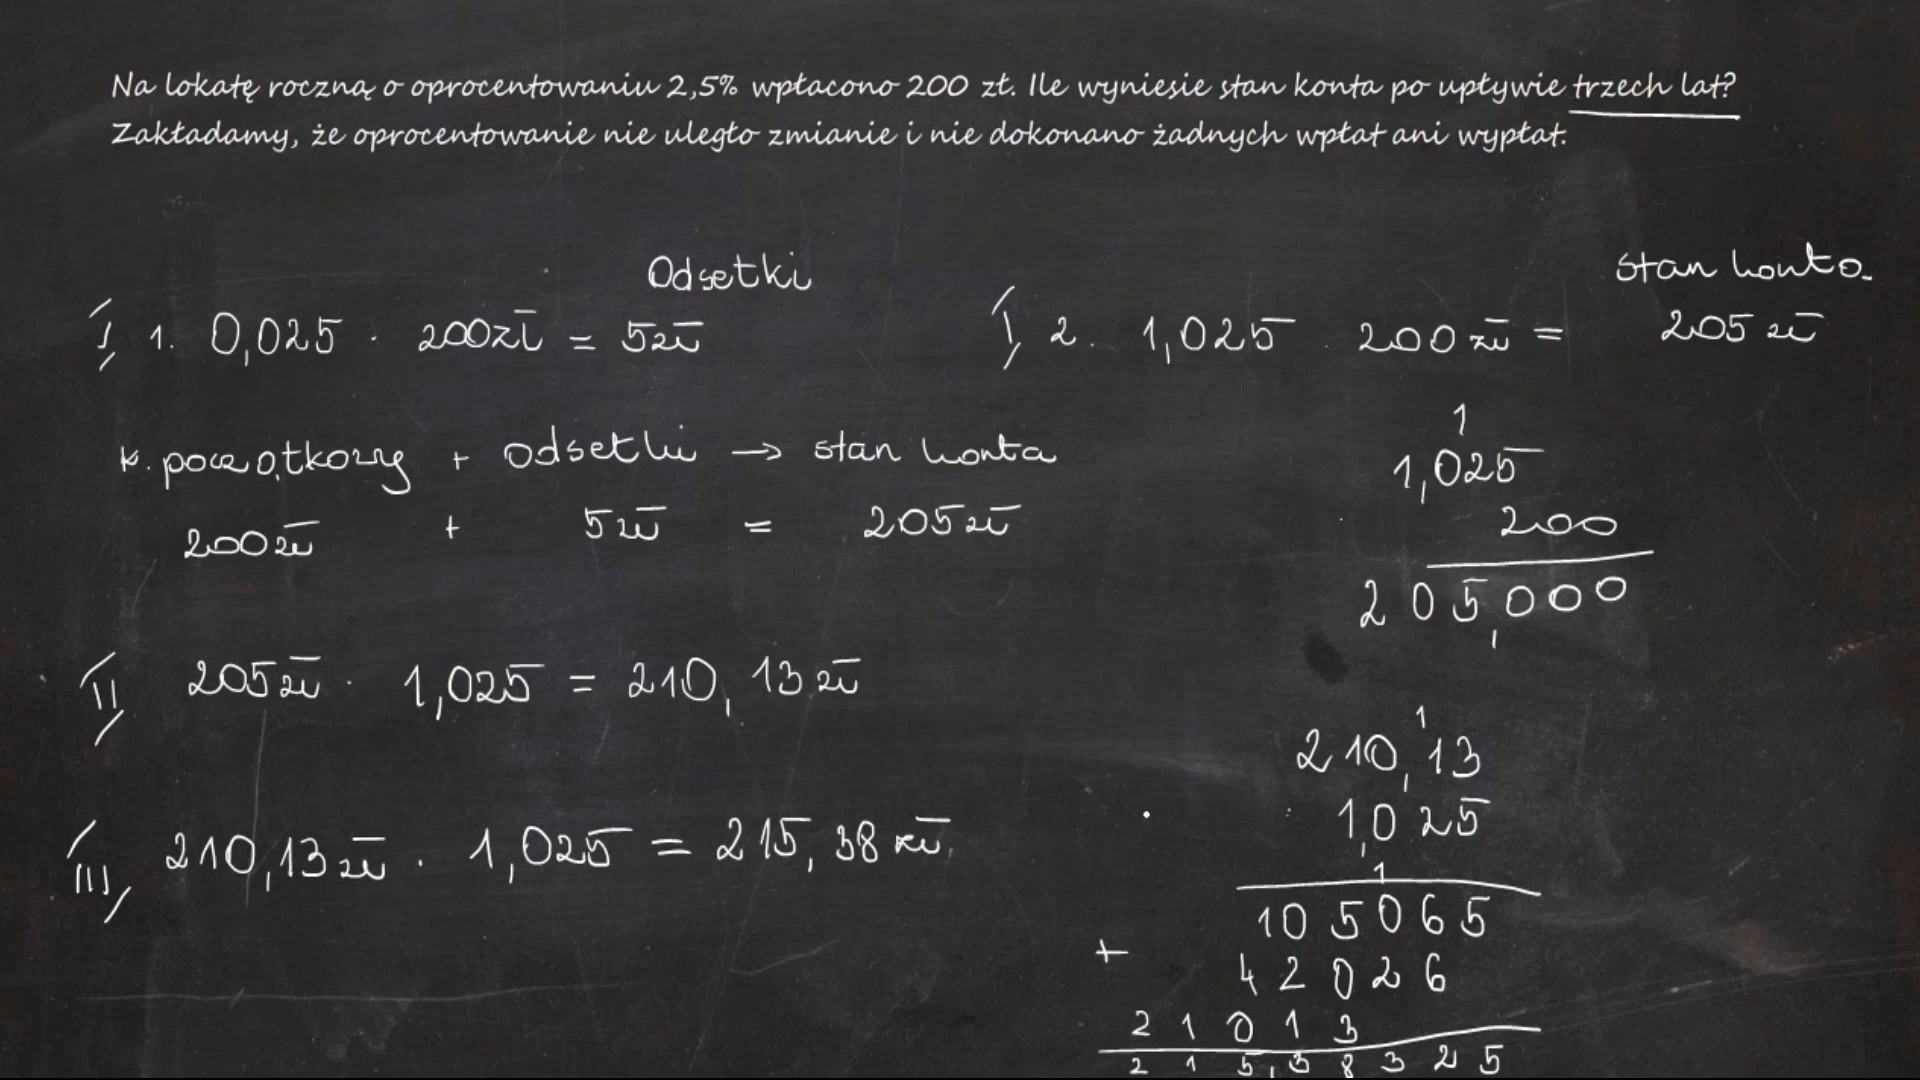 Na lokatę roczną o oprocentowaniu 2,5% wpłacono 200 zł. Ile wyniesie stan konta po upływie trzech lat?
Zakładamy, że oprocentowanie nie uległo zmianie i nie dokonano żadnych wpłat ani wypłat.
Odsetki
I, 1. 0,025 · 200zł = 5zł
k. początkowy + odsetki → stan konta
200zł + 5zł = 205zł
II, 205zł · 1,025 = 210,13zł
III, 210,13zł · 1,025 = 215,38zł
stan konta
I, 2. 1,025 · 200zł = 205zł
1
1,025
· 200
205,000
1
210,13
· 1,025
1
105065
+ 42026
21013
215,38325